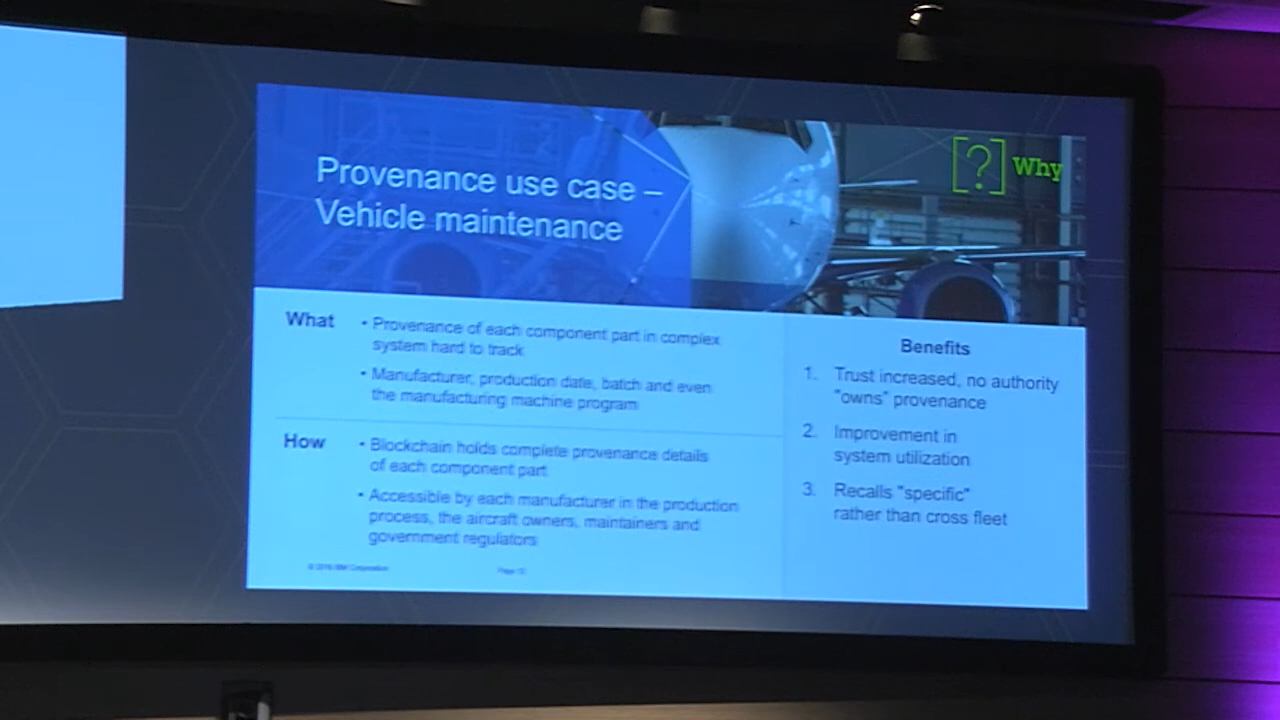 Provenance use case –
Vehicle maintenance
[?] Why
What
• Provenance of each component part in complex
system hard to track
• Manufacturer, production date, batch and even
the manufacturing machine program
How
• Blockchain holds complete provenance details
of each component part
• Accessible by each manufacturer in the production
process, the aircraft owners, maintainers and
government regulators
Benefits
1. Trust increased, no authority
"owns" provenance
2. Improvement in
system utilization
3. Recalls "specific"
rather than cross fleet
IBM Corporation
Page